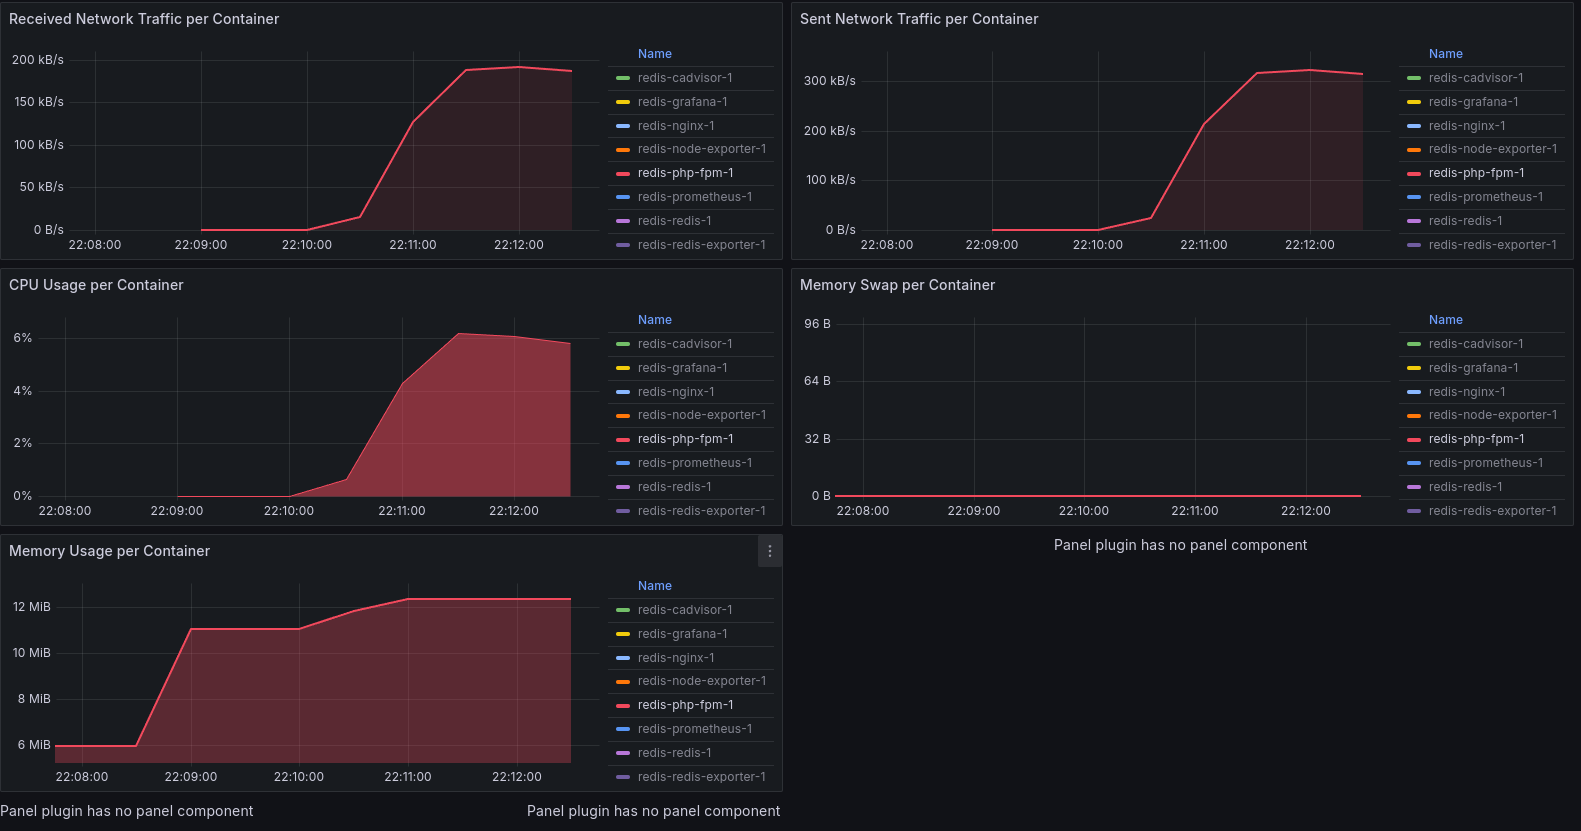 Received Network Traffic per Container
200 kB/s
150 kB/s
100 kB/s
50 kB/s
0 B/s
22:08:00 22:09:00 22:10:00 22:11:00 22:12:00
Name
redis-cadvisor-1
redis-grafana-1
redis-nginx-1
redis-node-exporter-1
redis-php-fpm-1
redis-prometheus-1
redis-redis-1
redis-redis-exporter-1
Sent Network Traffic per Container
300 kB/s
200 kB/s
100 kB/s
0 B/s
22:08:00 22:09:00 22:10:00 22:11:00 22:12:00
Name
redis-cadvisor-1
redis-grafana-1
redis-nginx-1
redis-node-exporter-1
redis-php-fpm-1
redis-prometheus-1
redis-redis-1
redis-redis-exporter-1
CPU Usage per Container
6%
4%
2%
0%
22:08:00 22:09:00 22:10:00 22:11:00 22:12:00
Name
redis-cadvisor-1
redis-grafana-1
redis-nginx-1
redis-node-exporter-1
redis-php-fpm-1
redis-prometheus-1
redis-redis-1
redis-redis-exporter-1
Memory Swap per Container
96 B
64 B
32 B
0 B
22:08:00 22:09:00 22:10:00 22:11:00 22:12:00
Name
redis-cadvisor-1
redis-grafana-1
redis-nginx-1
redis-node-exporter-1
redis-php-fpm-1
redis-prometheus-1
redis-redis-1
redis-redis-exporter-1
Memory Usage per Container
12 MiB
10 MiB
8 MiB
6 MiB
22:08:00 22:09:00 22:10:00 22:11:00 22:12:00
Name
redis-cadvisor-1
redis-grafana-1
redis-nginx-1
redis-node-exporter-1
redis-php-fpm-1
redis-prometheus-1
redis-redis-1
redis-redis-exporter-1
Panel plugin has no panel component
Panel plugin has no panel component
Panel plugin has no panel component